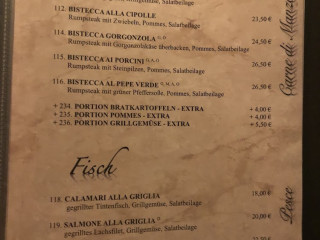 112. BISTECCA ALLA CIPOLLE
Rumpsteak mit Zwiebeln, Pommes, Salatbeilage 23,50 €
114. BISTECCA GORGONZOLA
Rumpsteak mit Gorgonzolakäse überbacken, Pommes, Salatbeilage 24,50 €
115. BISTECCA AI PORCINI
Rumpsteak mit Steinpilzen, Pommes, Salatbeilage 26,50 €
116. BISTECCA AL PEPE VERDE
Rumpsteak mit grüner Pfeffersoße, Pommes, Salatbeilage 26,50 €
+ 234. PORTION BRATKARTOFFELN - EXTRA +4,00 €
+ 235. PORTION POMMES - EXTRA +4,00 €
+ 236. PORTION GRILLGEMÜSE - EXTRA +5,50 €
Carne di Manzo
Fisch
118. CALAMARI ALLA GRIGLIA
gegrillter Tintenfisch, Grillgemüse, Salatbeilage 18,00 €
119. SALMONE ALLA GRIGLIA
gegrilltes Lachsfilet, Grillgemüse, Salatbeilage
Pesce